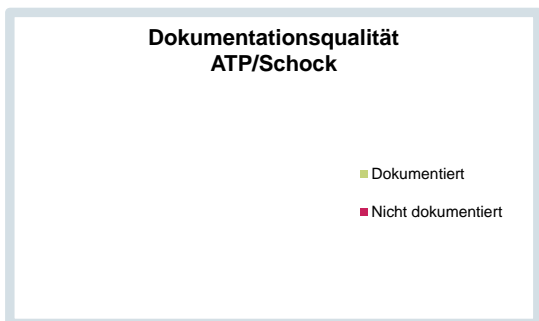 Dokumentationsqualität
ATP/Schock
Dokumentiert
Nicht dokumentiert